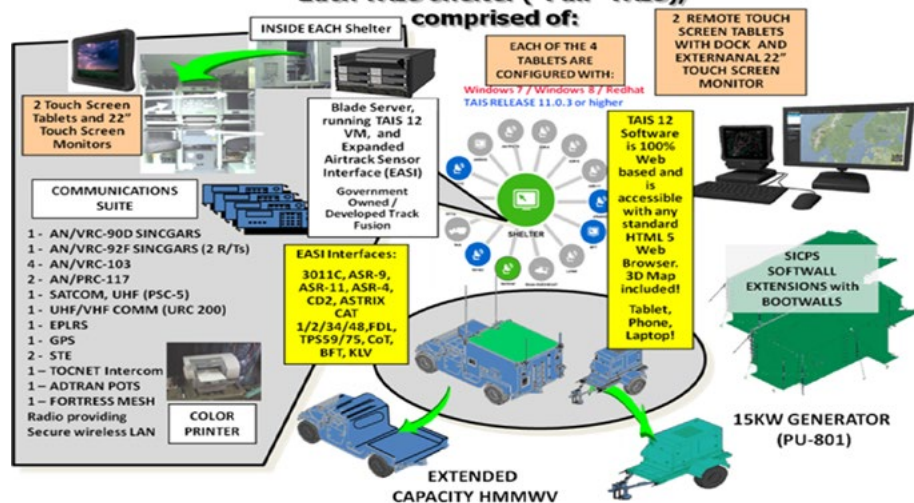 comprised of:
INSIDE EACH Shelter
2 Touch Screen
Tablets and 22”
Touch Screen
Monitors
Blade Server,
running TAIS 12
VM, and
Expanded
Airtrack Sensor
Interface (EASI)
Government
Owned /
Developed Track
Fusion
EACH OF THE 4
TABLETS ARE
CONFIGURED WITH:
Windows 7 / Windows 8 / Redhat
TAIS RELEASE 11.0.3 or higher
2 REMOTE TOUCH
SCREEN TABLETS
WITH DOCK AND
EXTERNANAL 22”
TOUCH SCREEN
MONITOR
SHELTER
TAIS 12
Software
is 100%
Web
based and
is
accessible
with any
standard
HTML 5
Web
Browser.
3D Map
included!
Tablet,
Phone,
Laptop!
COMMUNICATIONS
SUITE
1 - AN/VRC-90D SINCGARS
1 - AN/VRC-92F SINCGARS (2 R/Ts)
4 - AN/VRC-103
2 - AN/PRC-117
1 - SATCOM, UHF (PSC-5)
1 - UHF/VHF COMM (URC 200)
1 - EPLRS
1 - GPS
2 - STE
1 – TOCNET Intercom
1 – ADTRAN POTS
1 – FORTRESS MESH
Radio providing
Secure wireless LAN
COLOR
PRINTER
EASI Interfaces:
3011C, ASR-9,
ASR-11, ASR-4,
CD2, ASTRIX
CAT
1/2/34/48,FDL,
TPS59/75, CoT,
BFT, KLV
SICPS
SOFTWALL
EXTENSIONS with
BOOTWALLS
15KW GENERATOR
(PU-801)
EXTENDED
CAPACITY HMMWV